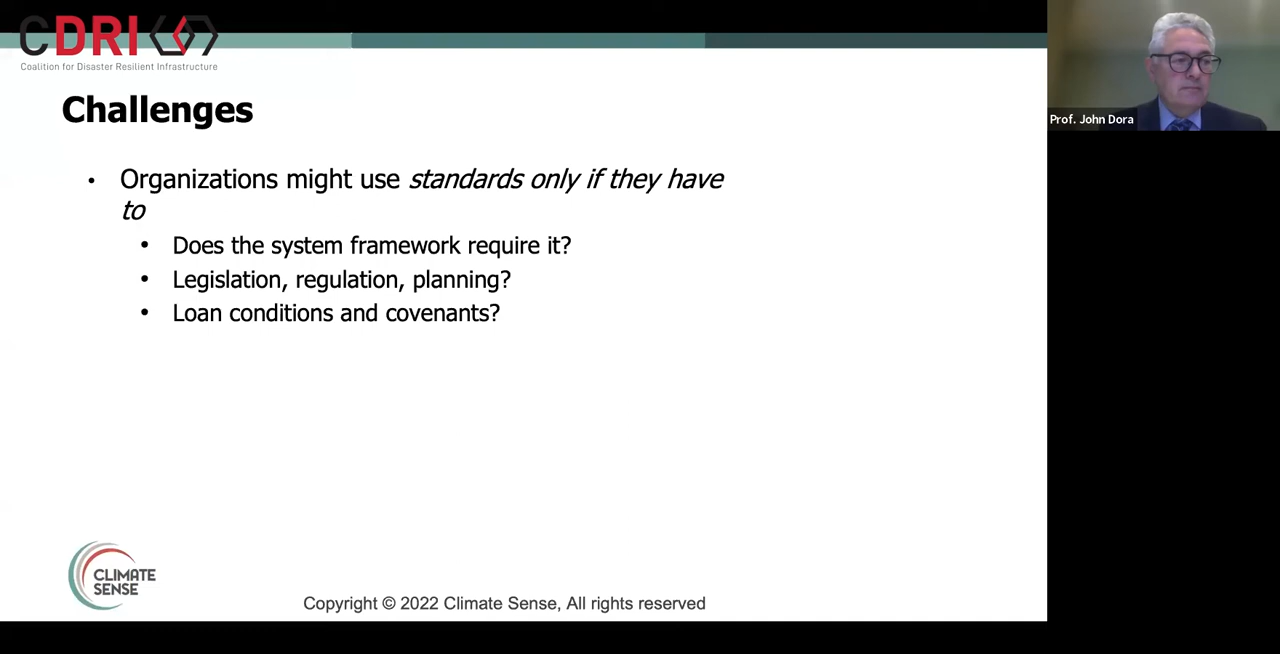 CDRI
Coalition for Disaster Resilient Infrastructure
Challenges
• Organizations might use standards only if they have
to
• Does the system framework require it?
• Legislation, regulation, planning?
• Loan conditions and covenants?
CLIMATE
SENSE
Copyright © 2022 Climate Sense, All rights reserved
Prof. John Dora